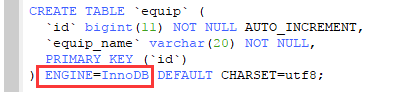 CREATE TABLE `equip` (
`id` bigint(11) NOT NULL AUTO_INCREMENT,
`equip_name` varchar(20) NOT NULL,
PRIMARY KEY (`id`)
) ENGINE=InnoDB DEFAULT CHARSET=utf8;